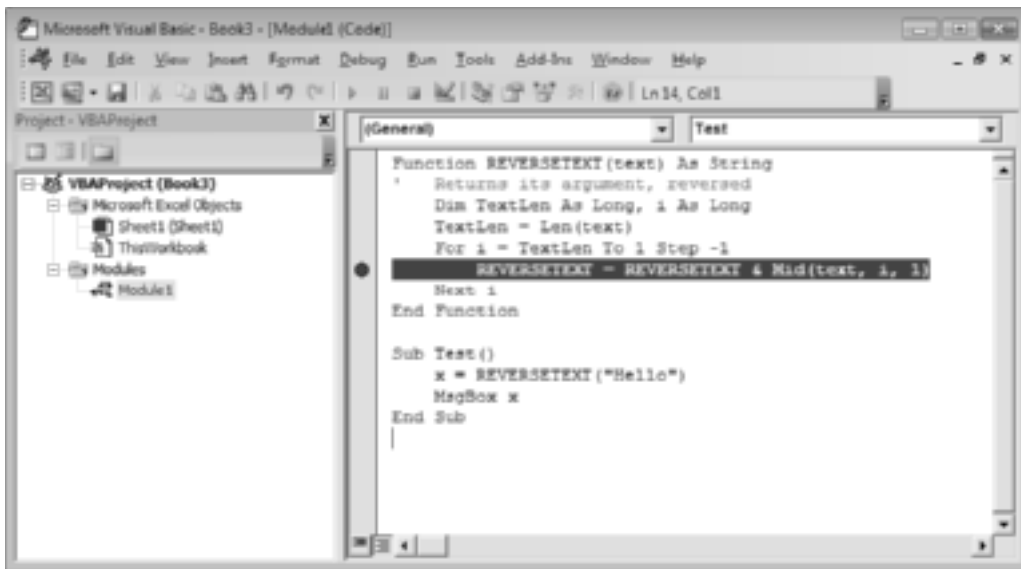 Microsoft Visual Basic - Book3 - [Module1 (Code)]
File Edit View Insert Format Debug Run Tools Add-Ins Window Help
Ln 14, Col 1
Project - VBAProject
VBAProject (Book3)
Microsoft Excel Objects
Sheet1 (Sheet1)
ThisWorkbook
Modules
Module1
(General) Test
Function REVERSETEXT(text) As String
' Returns its argument, reversed
Dim TextLen As Long, i As Long
TextLen = Len(text)
For i = TextLen To 1 Step -1
REVERSETEXT = REVERSETEXT & Mid(text, i, 1)
Next i
End Function
Sub Test()
x = REVERSETEXT("Hello")
MsgBox x
End Sub